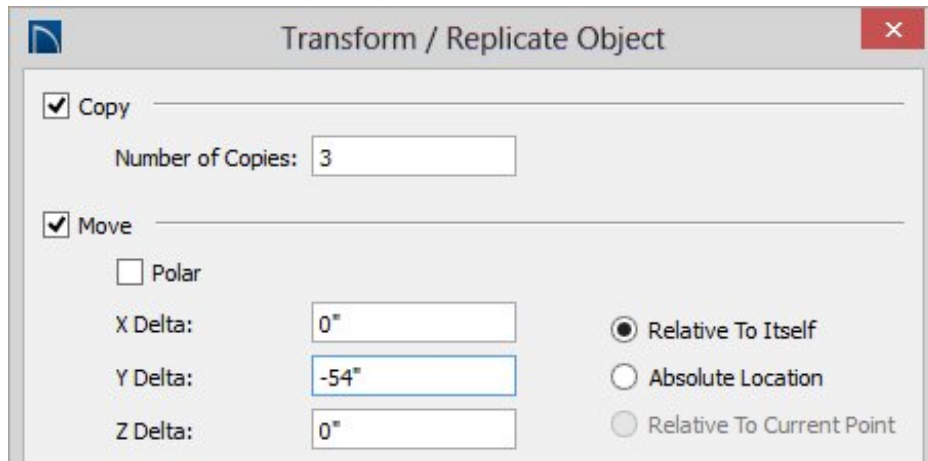 Transform / Replicate Object
Copy
Number of Copies: 3
Move
Polar
X Delta: 0" Relative To Itself
Y Delta: -54" Absolute Location
Z Delta: 0" Relative To Current Point